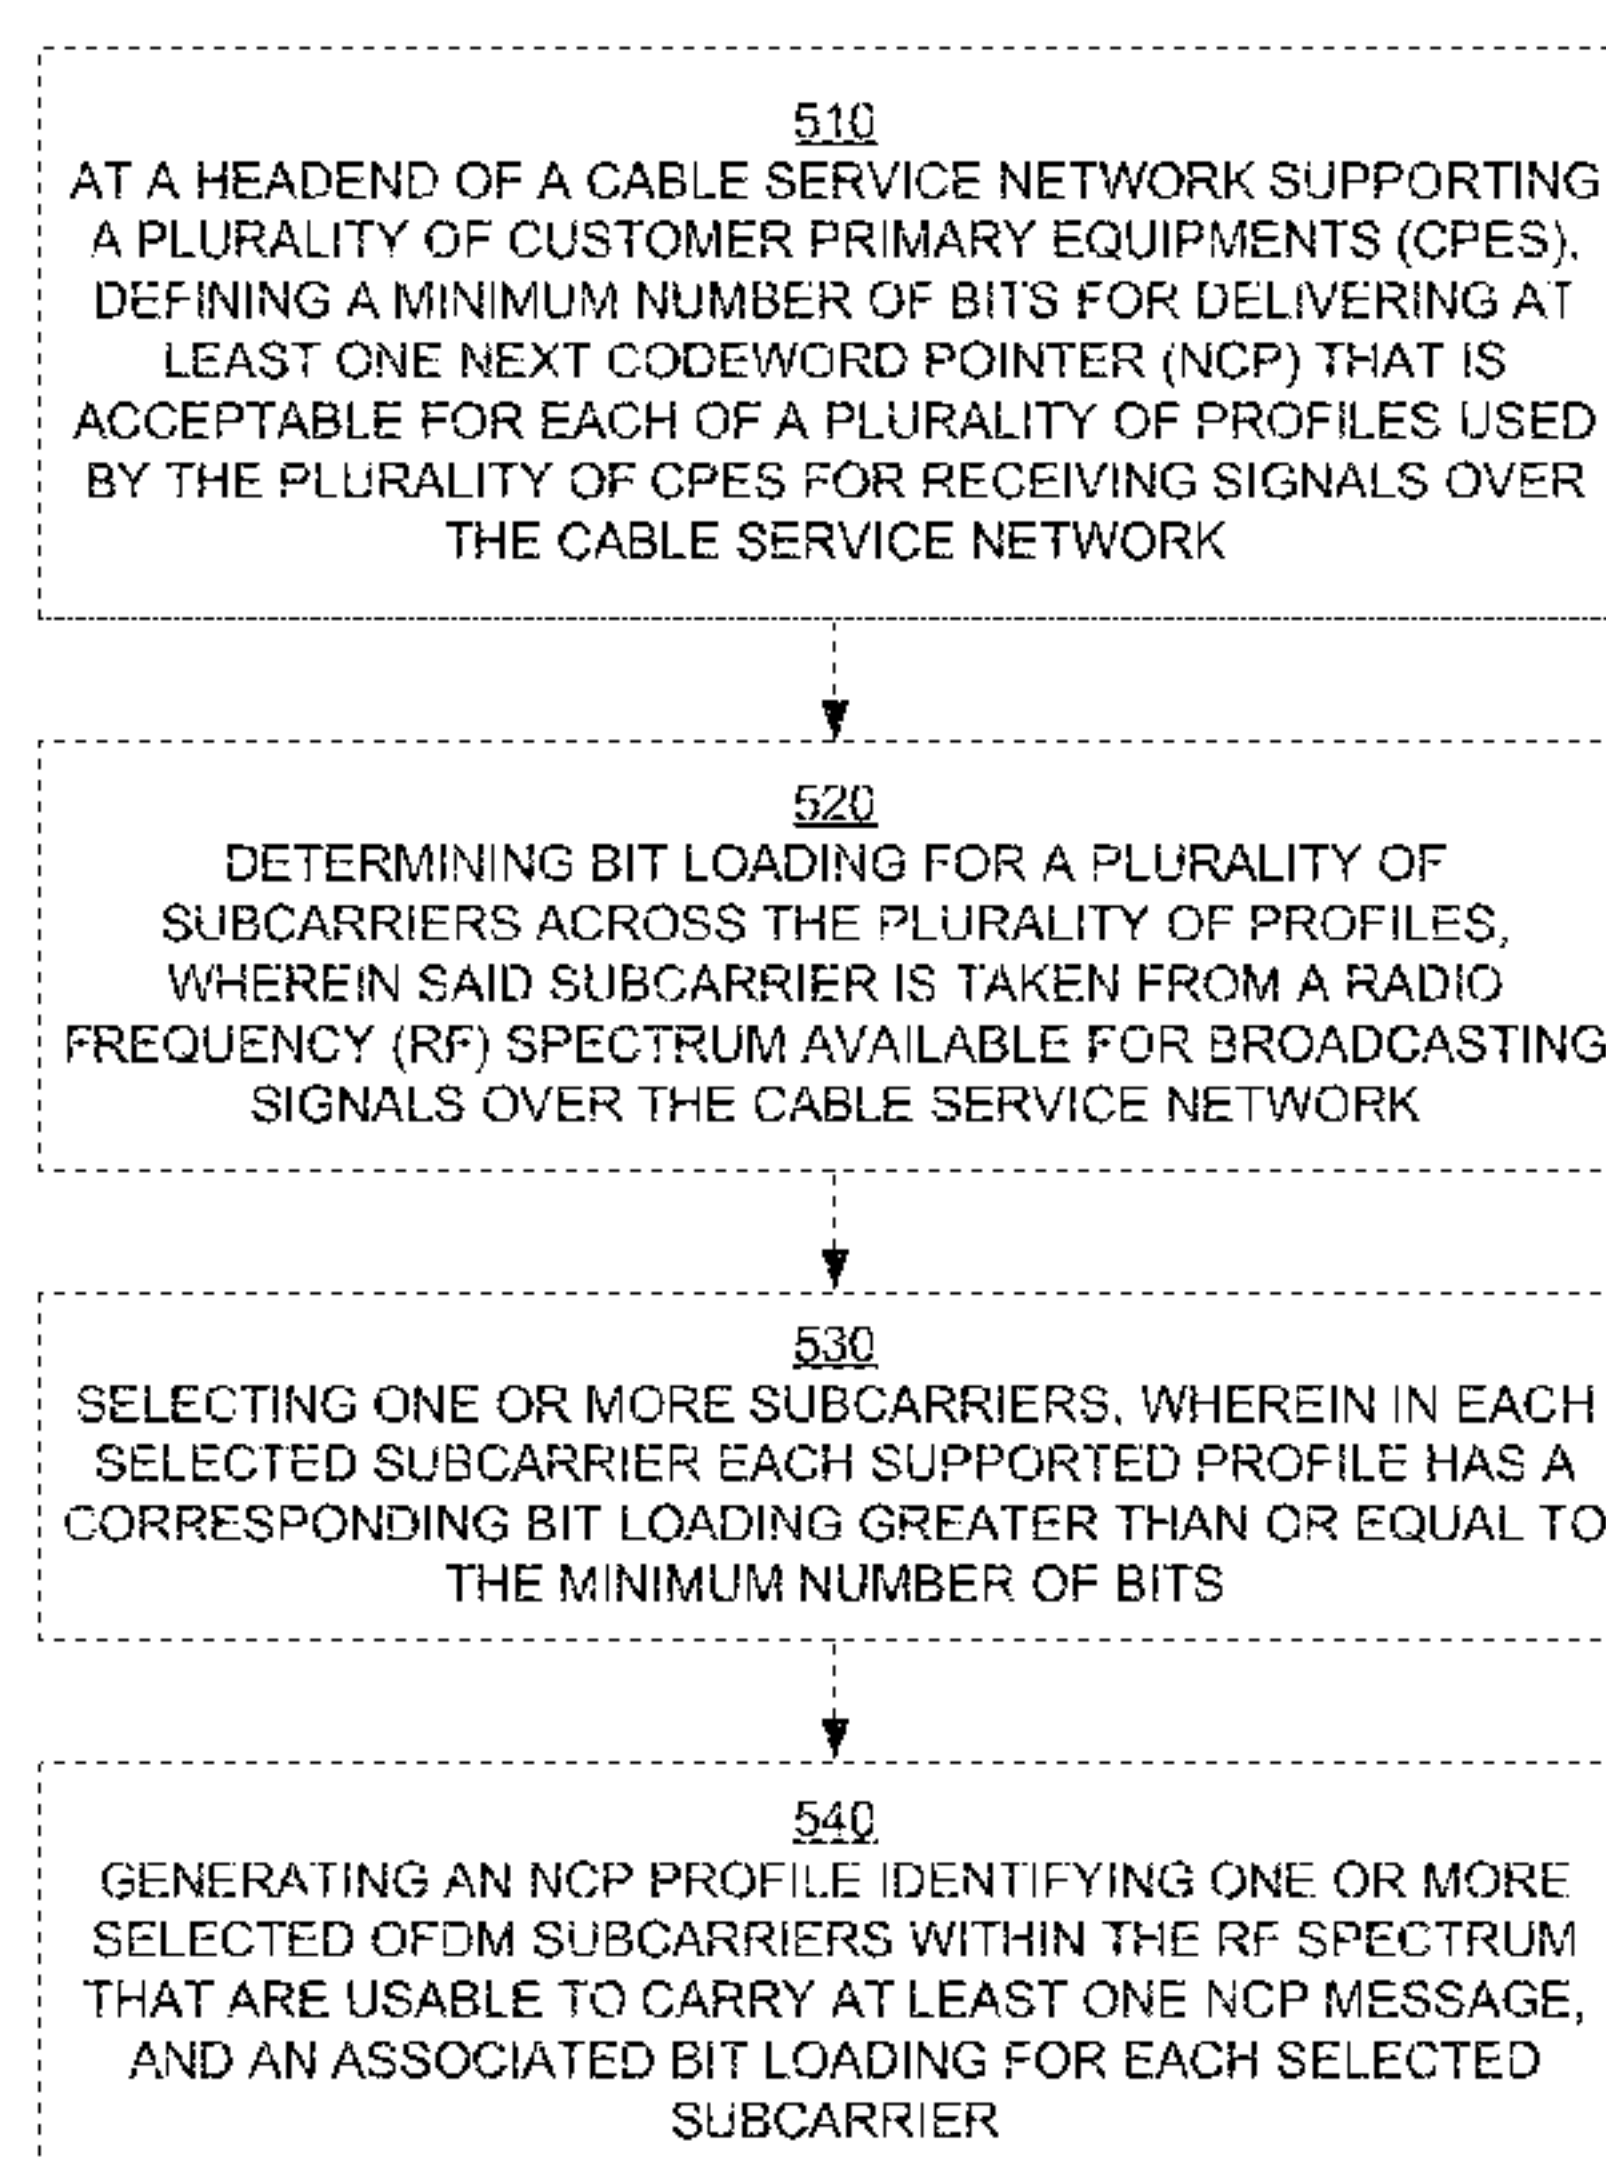 510
AT A HEADEND OF A CABLE SERVICE NETWORK SUPPORTING
A PLURALITY OF CUSTOMER PRIMARY EQUIPMENTS (CPES),
DEFINING A MINIMUM NUMBER OF BITS FOR DELIVERING AT
LEAST ONE NEXT CODEWORD POINTER (NCP) THAT IS
ACCEPTABLE FOR EACH OF A PLURALITY OF PROFILES USED
BY THE PLURALITY OF CPES FOR RECEIVING SIGNALS OVER
THE CABLE SERVICE NETWORK
520
DETERMINING BIT LOADING FOR A PLURALITY OF
SUBCARRIERS ACROSS THE PLURALITY OF PROFILES,
WHEREIN SAID SUBCARRIER IS TAKEN FROM A RADIO
FREQUENCY (RF) SPECTRUM AVAILABLE FOR BROADCASTING
SIGNALS OVER THE CABLE SERVICE NETWORK
530
SELECTING ONE OR MORE SUBCARRIERS, WHEREIN IN EACH
SELECTED SUBCARRIER EACH SUPPORTED PROFILE HAS A
CORRESPONDING BIT LOADING GREATER THAN OR EQUAL TO
THE MINIMUM NUMBER OF BITS
540
GENERATING AN NCP PROFILE IDENTIFYING ONE OR MORE
SELECTED OFDM SUBCARRIERS WITHIN THE RF SPECTRUM
THAT ARE USABLE TO CARRY AT LEAST ONE NCP MESSAGE,
AND AN ASSOCIATED BIT LOADING FOR EACH SELECTED
SUBCARRIER